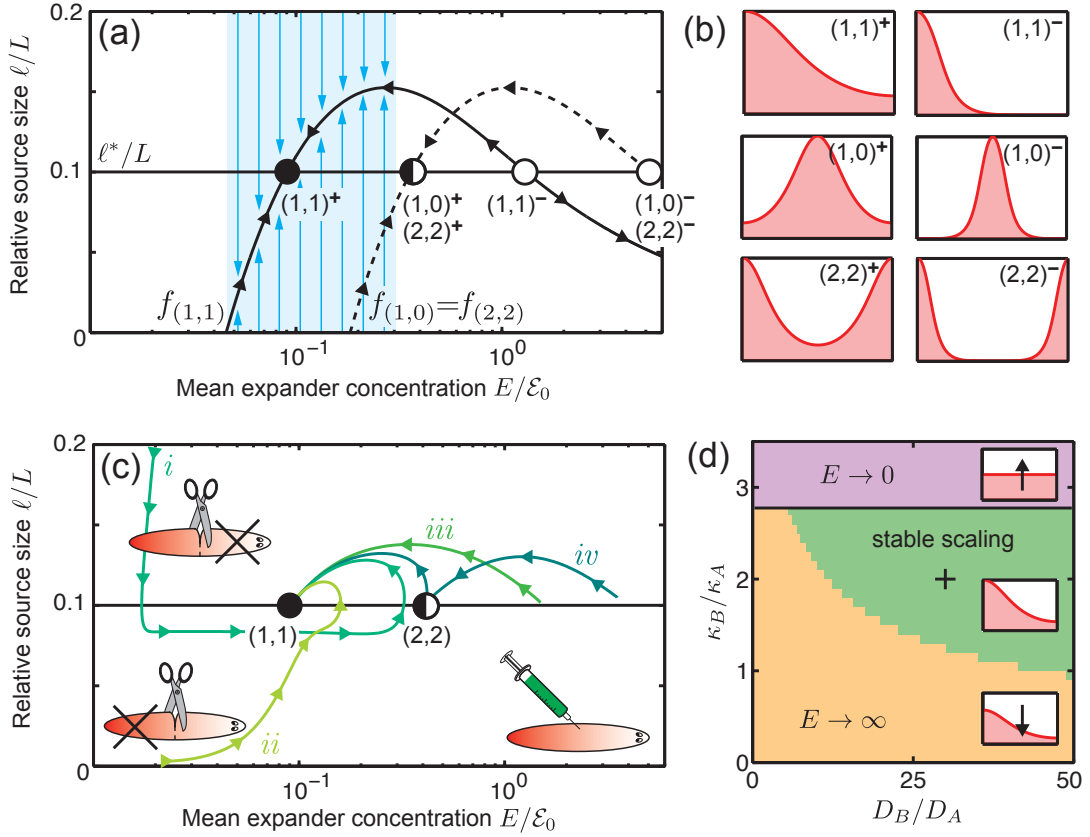 (a)
0.2
0.1
0
Relative source size ℓ/L
ℓ*/L
(1,1)⁺
(1,0)⁺
(2,2)⁺
(1,1)⁻
(1,0)⁻
(2,2)⁻
f₍₁,₁₎
f₍₁,₀₎=f₍₂,₂₎
10⁻¹
10⁰
Mean expander concentration E/ℰ₀
(b)
(1,1)⁺
(1,1)⁻
(1,0)⁺
(1,0)⁻
(2,2)⁺
(2,2)⁻
(c)
0.2
0.1
0
Relative source size ℓ/L
i
ii
iii
iv
(1,1)
(2,2)
10⁻¹
10⁰
Mean expander concentration E/ℰ₀
(d)
3
2
1
0
κ_B/κ_A
E → 0
stable scaling
E → ∞
0
25
50
D_B/D_A